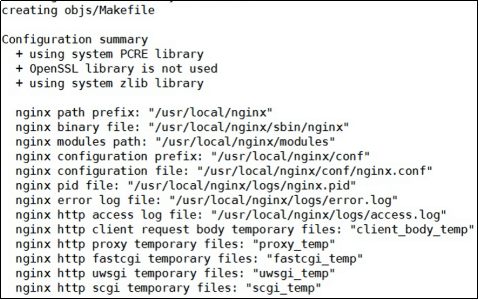 creating objs/Makefile
Configuration summary
+ using system PCRE library
+ OpenSSL library is not used
+ using system zlib library
nginx path prefix: "/usr/local/nginx"
nginx binary file: "/usr/local/nginx/sbin/nginx"
nginx modules path: "/usr/local/nginx/modules"
nginx configuration prefix: "/usr/local/nginx/conf"
nginx configuration file: "/usr/local/nginx/conf/nginx.conf"
nginx pid file: "/usr/local/nginx/logs/nginx.pid"
nginx error log file: "/usr/local/nginx/logs/error.log"
nginx http access log file: "/usr/local/nginx/logs/access.log"
nginx http client request body temporary files: "client_body_temp"
nginx http proxy temporary files: "proxy_temp"
nginx http fastcgi temporary files: "fastcgi_temp"
nginx http uwsgi temporary files: "uwsgi_temp"
nginx http scgi temporary files: "scgi_temp"